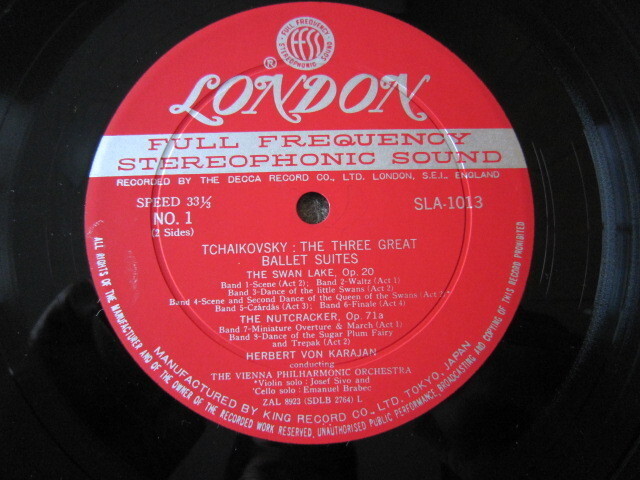 FULL FREQUENCY
ffss
STEREOPHONIC SOUND
®
LONDON
FULL FREQUENCY
STEREOPHONIC SOUND
RECORDED BY THE DECCA RECORD CO., LTD. LONDON, S.E.I., ENGLAND
SPEED 33⅓
NO. 1
(2 Sides)
SLA-1013
TCHAIKOVSKY : THE THREE GREAT
BALLET SUITES
THE SWAN LAKE, Op. 20
Band 1-Scene (Act 2); Band 2-Waltz (Act 1)
Band 3-Dance of the little Swans (Act 2)
Band 4-Scene and Second Dance of the Queen of the Swans (Act 2)*
Band 5-Czárdás (Act 3); Band 6-Finale (Act 4)
THE NUTCRACKER, Op. 71a
Band 7-Miniature Overture & March (Act 1)
Band 8-Dance of the Sugar Plum Fairy
and Trepak (Act 2)
HERBERT VON KARAJAN
conducting
THE VIENNA PHILHARMONIC ORCHESTRA
*Violin solo : Josef Sivo and
'Cello solo : Emanuel Brabec
ZAL 8923 (SDLB 2764) L
MANUFACTURED BY KING RECORD CO., LTD. TOKYO, JAPAN
ALL RIGHTS OF THE MANUFACTURER AND OF THE OWNER OF THE RECORDED WORK RESERVED, UNAUTHORISED PUBLIC PERFORMANCE, BROADCASTING AND COPYING OF THIS RECORD PROHIBITED